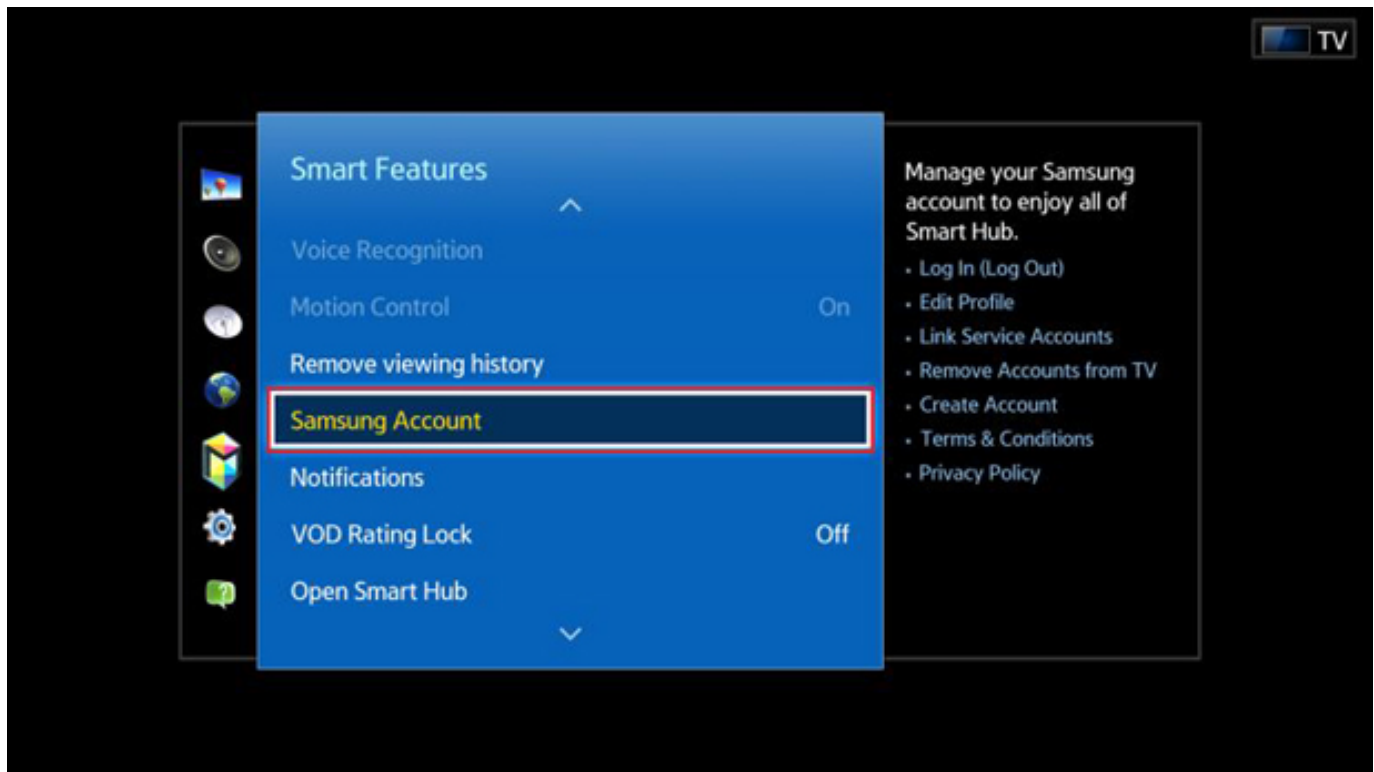 TV
Smart Features
Voice Recognition
Motion Control On
Remove viewing history
Samsung Account
Notifications
VOD Rating Lock Off
Open Smart Hub
Manage your Samsung
account to enjoy all of
Smart Hub.
• Log In (Log Out)
• Edit Profile
• Link Service Accounts
• Remove Accounts from TV
• Create Account
• Terms & Conditions
• Privacy Policy